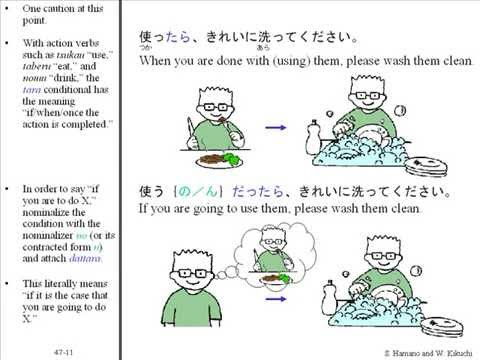 One caution at this
point.
With action verbs
such as tsukau “use,”
taberu “eat,” and
nomu “drink,” the
tara conditional has
the meaning
“if/when/once the
action is completed.”
In order to say “if
you are to do X,”
nominalize the
condition with the
nominalizer no (or its
contracted form n)
and attach dattara.
This literally means
“if it is the case that
you are going to do
X.”
47-11
使ったら、きれいに洗ってください。
つか あら
When you are done with (using) them, please wash them clean.
使う {の/ん} だったら、きれいに洗ってください。
If you are going to use them, please wash them clean.
S. Hamano and W. Kikuchi